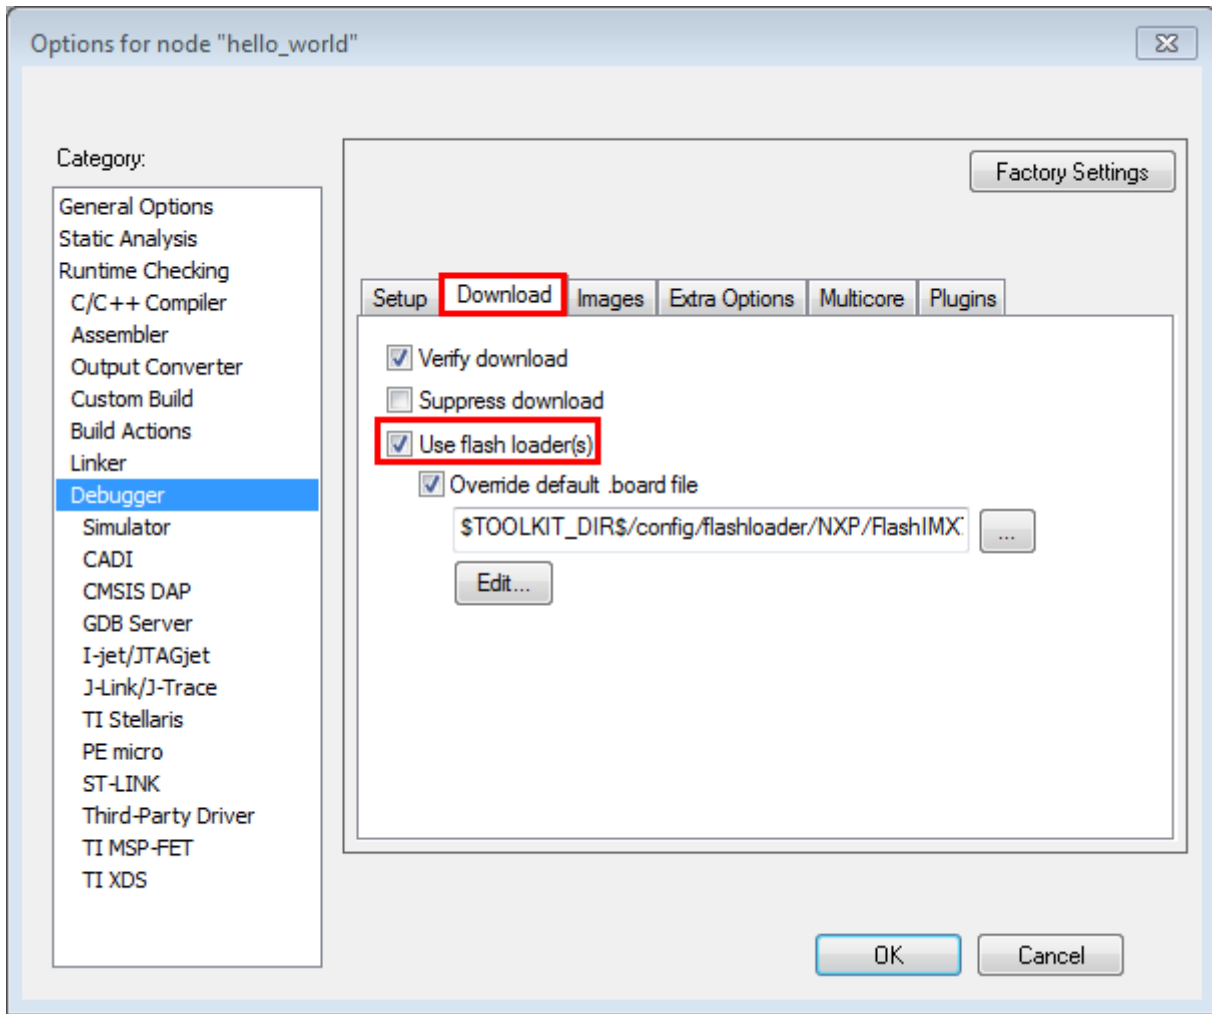 Options for node "hello_world"
Category:
General Options
Static Analysis
Runtime Checking
C/C++ Compiler
Assembler
Output Converter
Custom Build
Build Actions
Linker
Debugger
Simulator
CADI
CMSIS DAP
GDB Server
I-jet/JTAGjet
J-Link/J-Trace
TI Stellaris
PE micro
ST-LINK
Third-Party Driver
TI MSP-FET
TI XDS
Factory Settings
Setup Download Images Extra Options Multicore Plugins
Verify download
Suppress download
Use flash loader(s)
Override default .board file
$TOOLKIT_DIR$/config/flashloader/NXP/FlashIMX ...
Edit...
OK Cancel